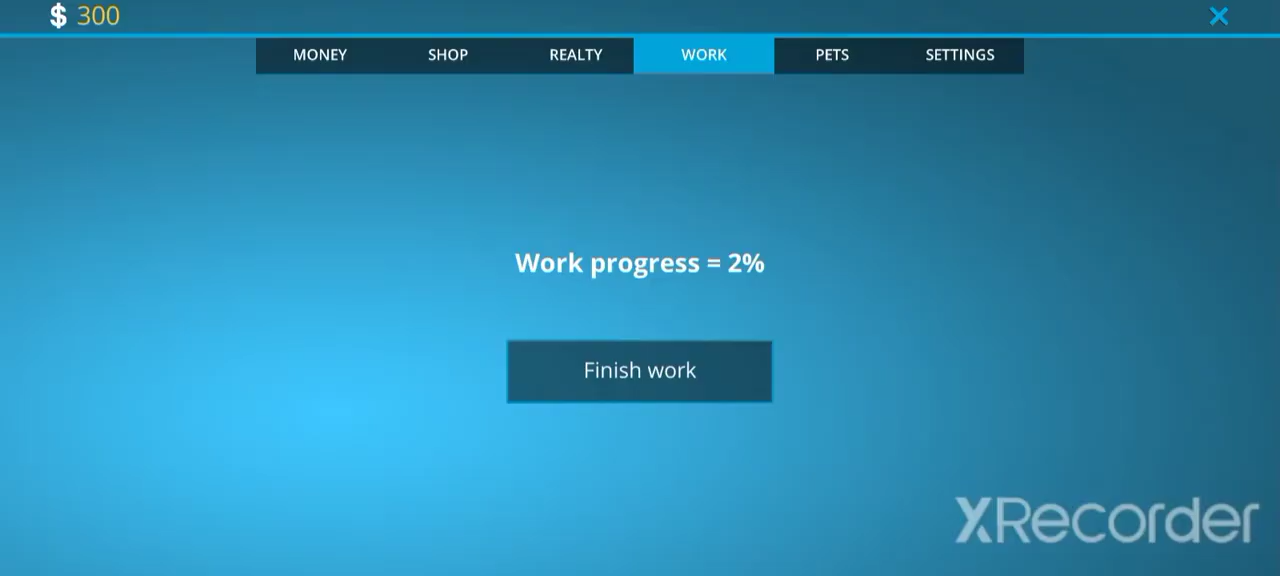 $ 300
MONEY SHOP REALTY WORK PETS SETTINGS
Work progress = 2%
Finish work
XRecorder